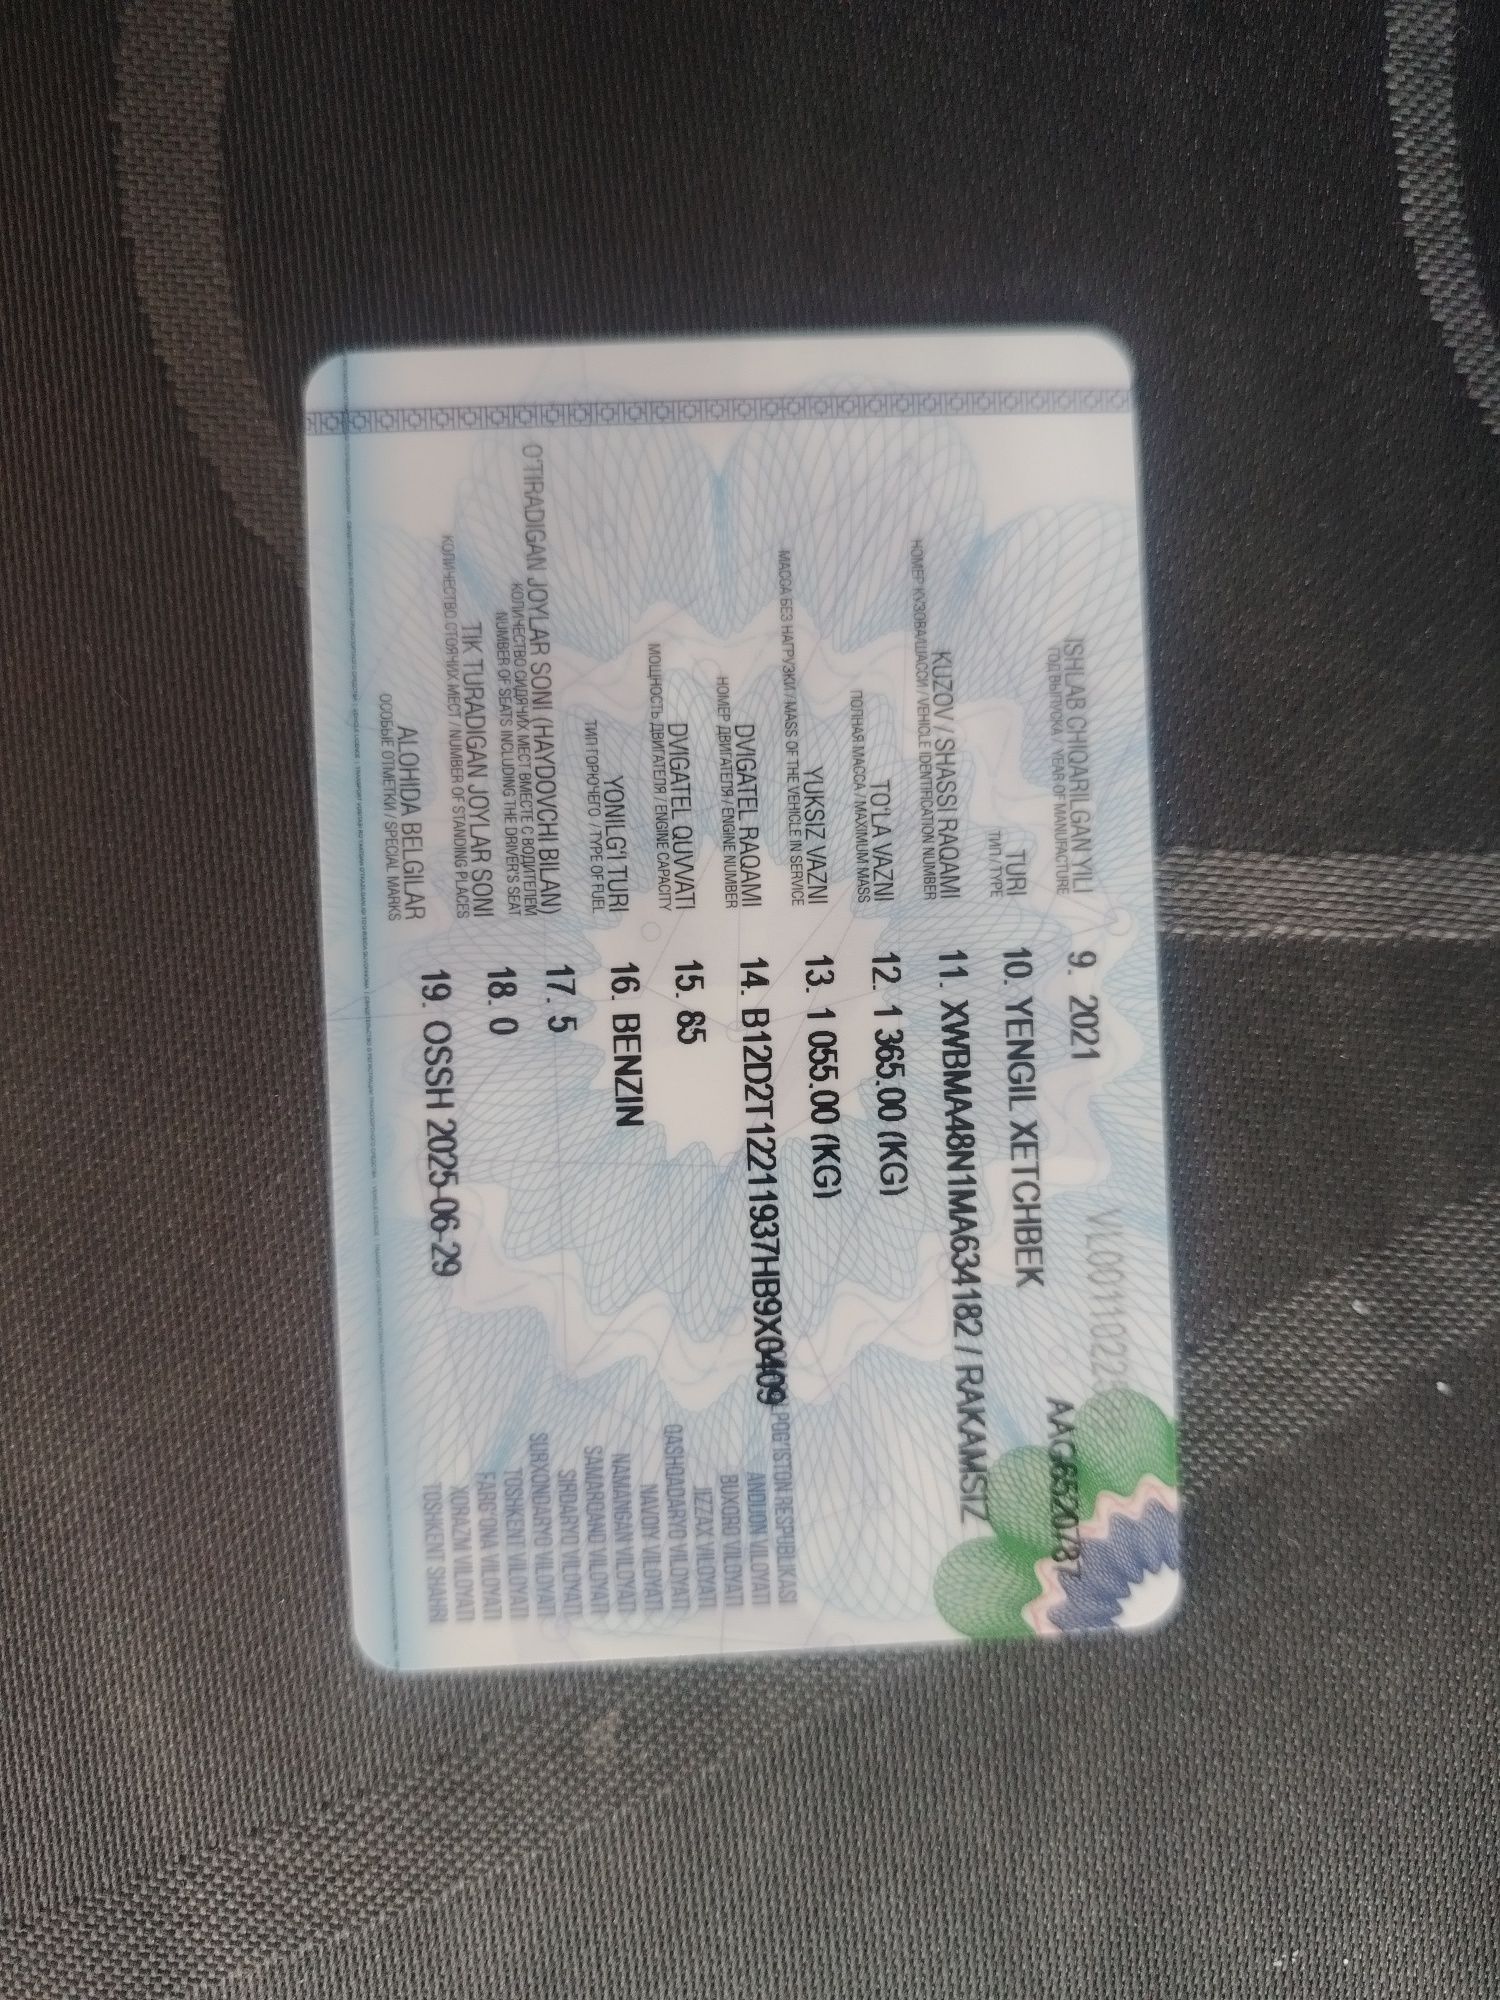 VL0011022
AAG6520787
ISHLAB CHIQARILGAN YILI 9. 2021
ГОД ВЫПУСКА / YEAR OF MANUFACTURE
TURI 10. YENGIL XETCHBEK
ТИП / TYPE
KUZOV / SHASSI RAQAMI 11. XWBMA48N1MA634182 / RAKAMSIZ
НОМЕР КУЗОВА/ШАССИ / VEHICLE IDENTIFICATION NUMBER
TO'LA VAZNI 12. 1 365.00 (KG)
ПОЛНАЯ МАССА / MAXIMUM MASS
YUKSIZ VAZNI 13. 1 055.00 (KG)
МАССА БЕЗ НАГРУЗКИ / MASS OF THE VEHICLE IN SERVICE
DVIGATEL RAQAMI 14. B12D2T12211937HB9X0409
НОМЕР ДВИГАТЕЛЯ / ENGINE NUMBER
DVIGATEL QUVVATI 15. 85
МОЩНОСТЬ ДВИГАТЕЛЯ / ENGINE CAPACITY
YONILG'I TURI 16. BENZIN
ТИП ГОРЮЧЕГО / TYPE OF FUEL
O'TIRADIGAN JOYLAR SONI (HAYDOVCHI BILAN) 17. 5
КОЛИЧЕСТВО СИДЯЧИХ МЕСТ ВМЕСТЕ С ВОДИТЕЛЕМ
NUMBER OF SEATS INCLUDING THE DRIVER'S SEAT
TIK TURADIGAN JOYLAR SONI 18. 0
КОЛИЧЕСТВО СТОЯЧИХ МЕСТ / NUMBER OF STANDING PLACES
ALOHIDA BELGILAR 19. OSSH 2025-06-29
ОСОБЫЕ ОТМЕТКИ / SPECIAL MARKS
RESPUBLIKASI
ANDIJON VILOYATI
BUXORO VILOYATI
JIZZAX VILOYATI
QASHQADARYO VILOYATI
NAVOIY VILOYATI
NAMANGAN VILOYATI
SAMARQAND VILOYATI
SIRDARYO VILOYATI
SURXONDARYO VILOYATI
TOSHKENT VILOYATI
FARG'ONA VILOYATI
XORAZM VILOYATI
TOSHKENT SHAHRI